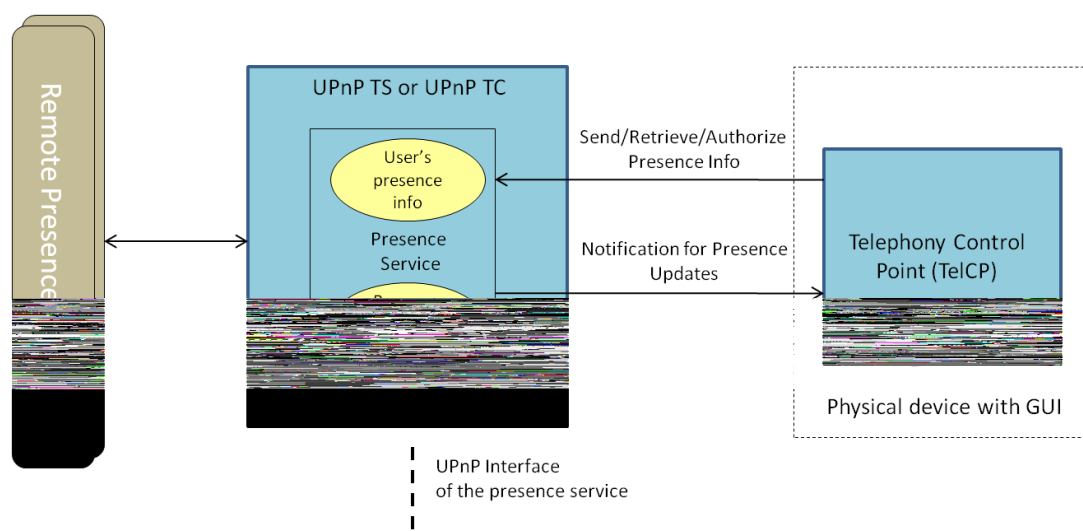 Remote Presence
UPnP TS or UPnP TC
User's
presence
info
Presence
Service
Send/Retrieve/Authorize
Presence Info
Notification for Presence
Updates
Telephony Control
Point (TelCP)
Physical device with GUI
UPnP Interface
of the presence service